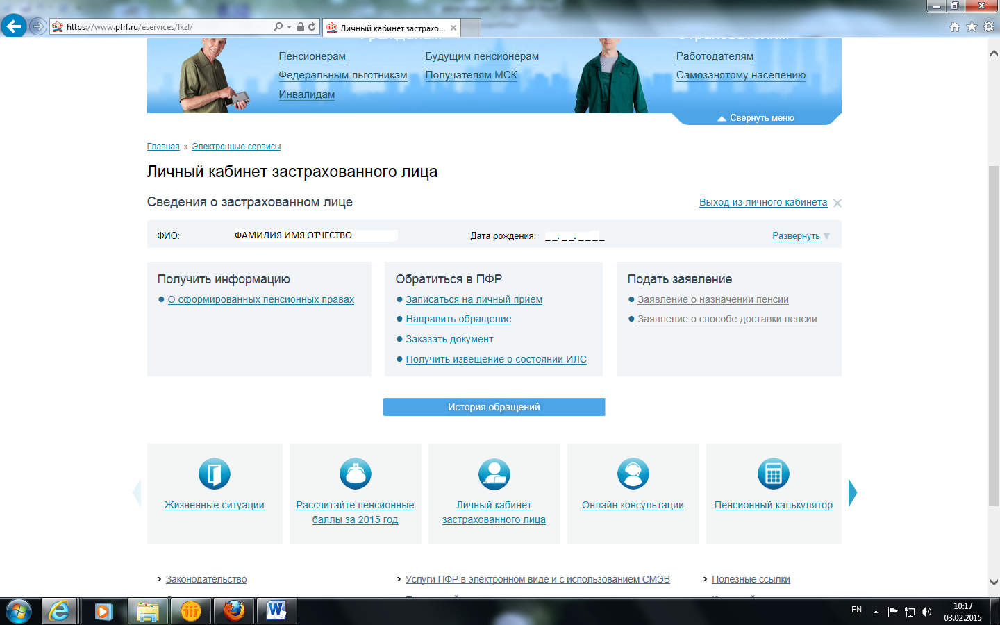 https://www.pfrf.ru/eservices/lkzl/
Личный кабинет застрахо...
Пенсионерам
Будущим пенсионерам
Работодателям
Федеральным льготникам
Получателям МСК
Самозанятому населению
Инвалидам
Свернуть меню
Главная » Электронные сервисы
Личный кабинет застрахованного лица
Сведения о застрахованном лице
Выход из личного кабинета
ФИО: ФАМИЛИЯ ИМЯ ОТЧЕСТВО Дата рождения: _ _. _ _. _ _ _ _ Развернуть
Получить информацию
О сформированных пенсионных правах
Обратиться в ПФР
Записаться на личный прием
Направить обращение
Заказать документ
Получить извещение о состоянии ИЛС
Подать заявление
Заявление о назначении пенсии
Заявление о способе доставки пенсии
История обращений
Жизненные ситуации
Рассчитайте пенсионные
баллы за 2015 год
Личный кабинет
застрахованного лица
Онлайн консультации
Пенсионный калькулятор
Законодательство
Услуги ПФР в электронном виде и с использованием СМЭВ
Полезные ссылки
EN
10:17
03.02.2015